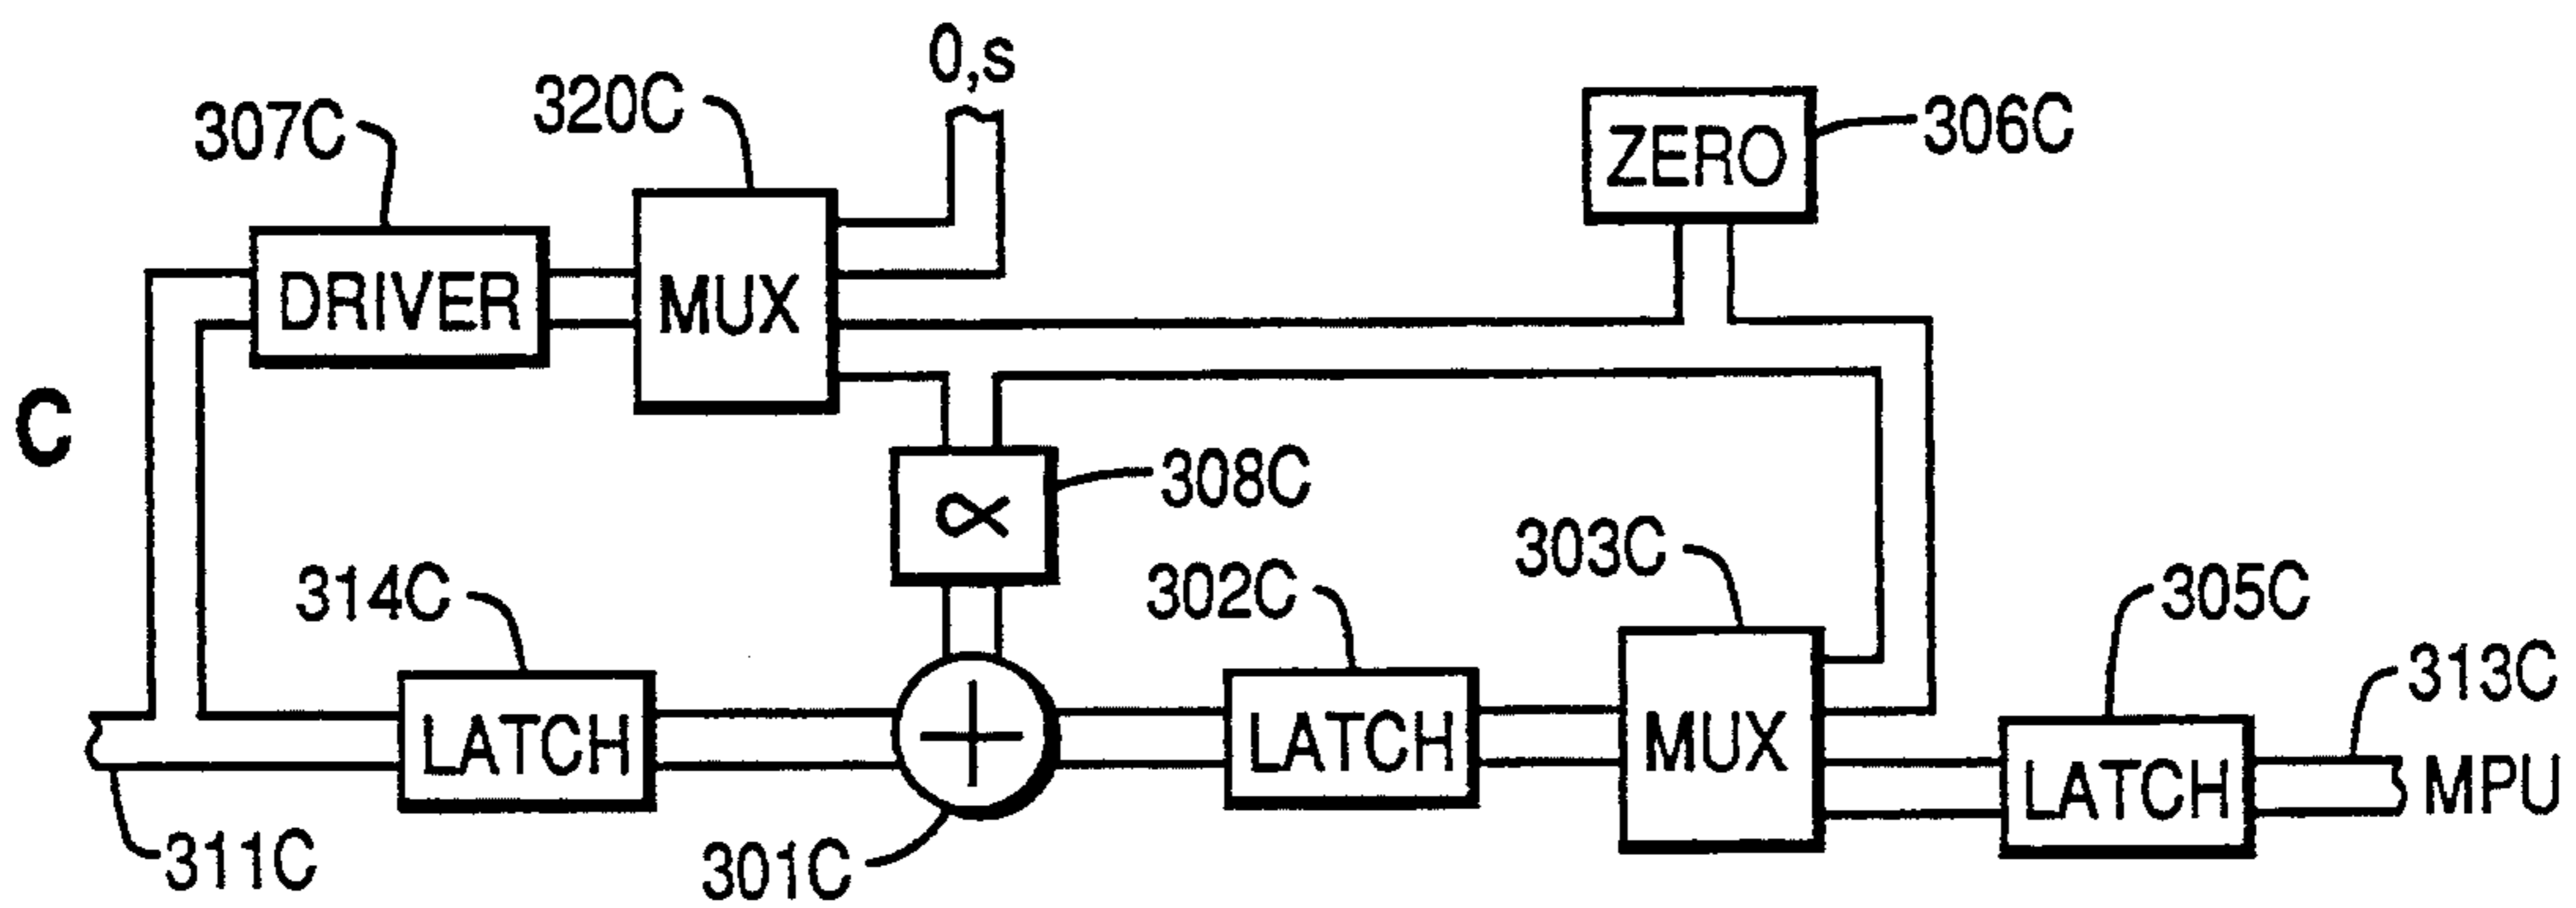 0,s
320C
307C
306C
ZERO
DRIVER
MUX
C
308C
∝
303C
302C
305C
314C
313C
LATCH
+
LATCH
MUX
LATCH
MPU
311C
301C